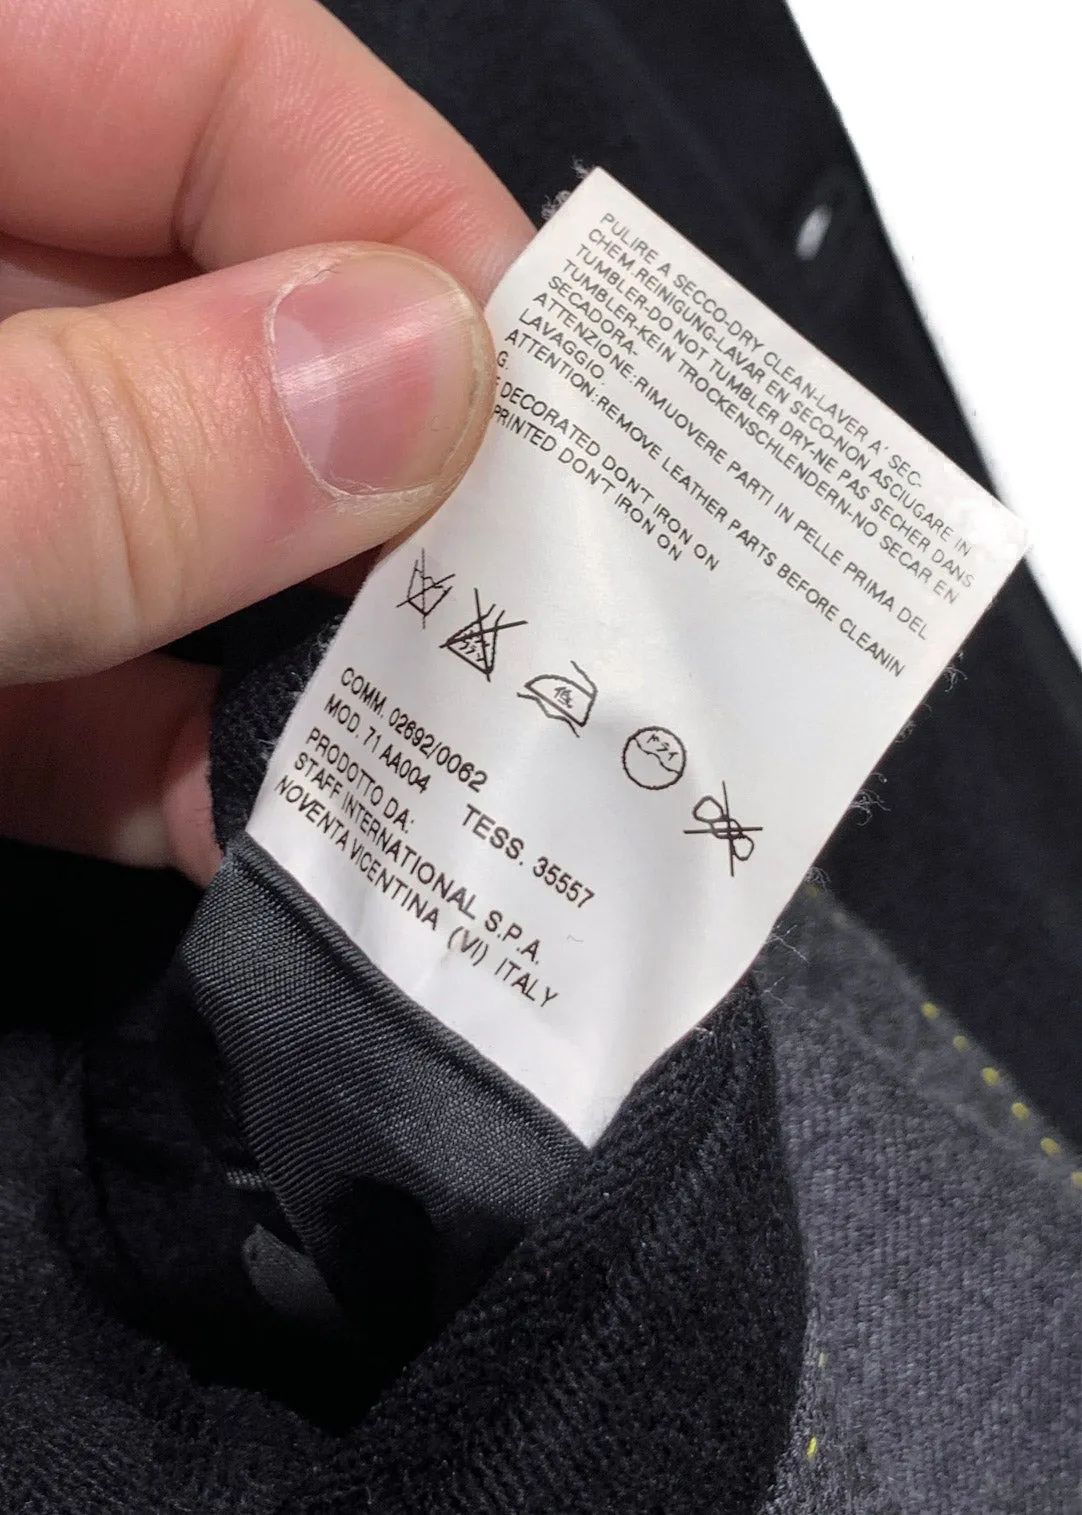 PULIRE A SECCO-DRY CLEAN-LAVER A' SEC-
CHEM.REINIGUNG-LAVAR EN SECO-NON ASCIUGARE IN
TUMBLER-DO NOT TUMBLER DRY-NE PAS SECHER DANS
TUMBLER-KEIN TROCKENSCHLENDERN-NO SECAR EN
SECADORA-
ATTENZIONE:RIMUOVERE PARTI IN PELLE PRIMA DEL
LAVAGGIO.
ATTENTION:REMOVE LEATHER PARTS BEFORE CLEANIN
G.
DECORATED DON'T IRON ON
PRINTED DON'T IRON ON
COMM. 02692/0062
MOD. 71AA004 TESS. 35557
PRODOTTO DA:
STAFF INTERNATIONAL S.P.A.
NOVENTA VICENTINA (VI) ITALY